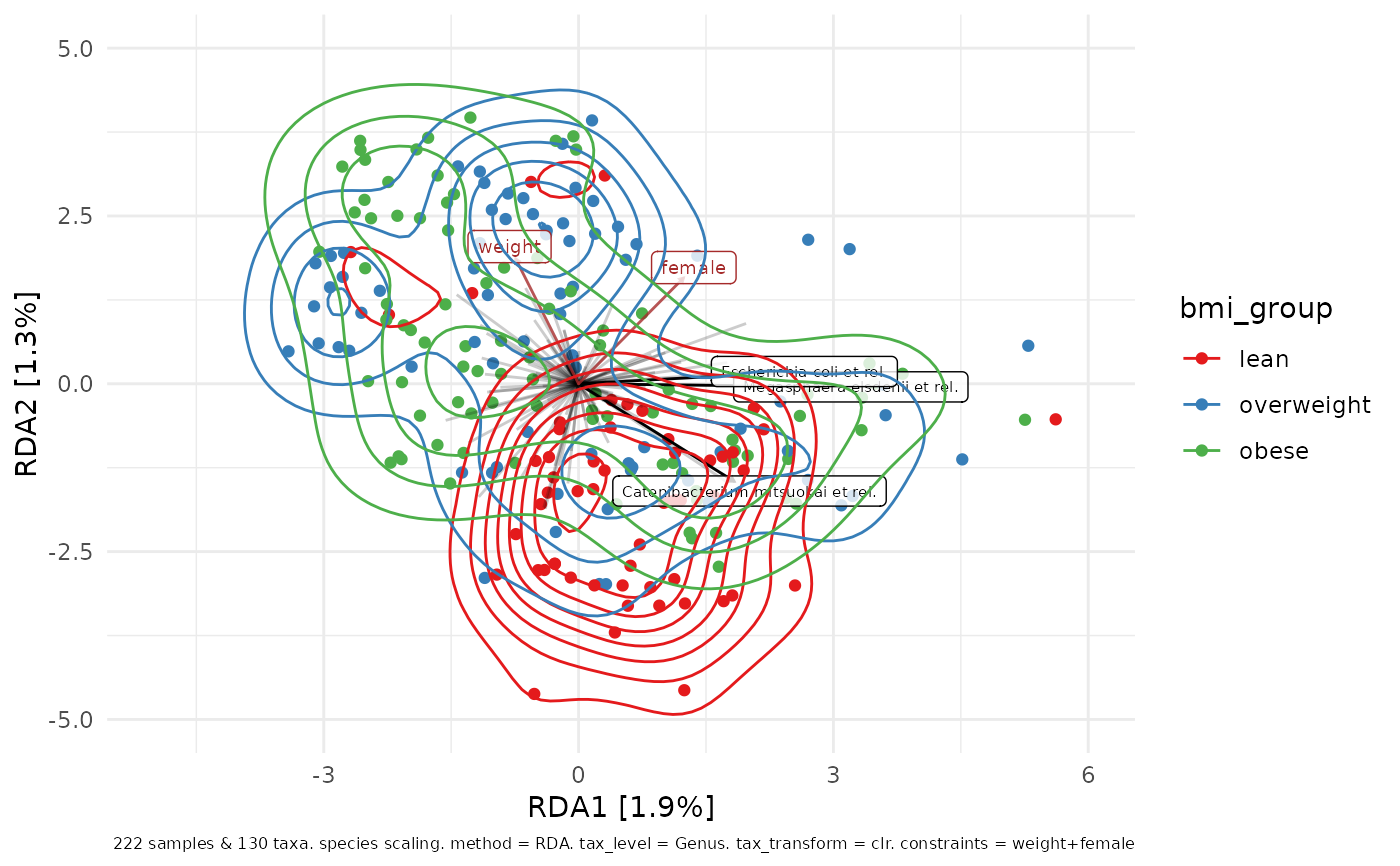 5.0
2.5
0.0
-2.5
-5.0
RDA2 [1.3%]
weight
female
Escherichia coli et rel.
Megasphaera elsdenii et rel.
Catenibacterium mitsuokai et rel.
-3
0
3
6
RDA1 [1.9%]
bmi_group
lean
overweight
obese
222 samples & 130 taxa. species scaling. method = RDA. tax_level = Genus. tax_transform = clr. constraints = weight+female